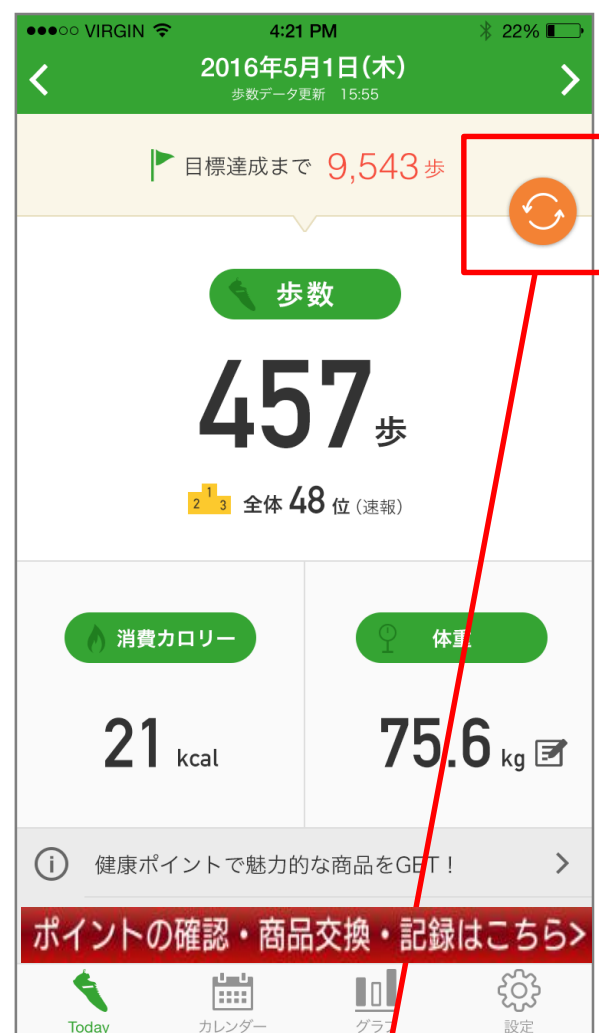 ●●●○○ VIRGIN 4:21 PM 22%
2016年5月1日(木)
歩数データ更新 15:55
目標達成まで 9,543 歩
歩数
457 歩
2 1 3 全体 48 位 (速報)
消費カロリー 体重
21 kcal 75.6 kg
健康ポイントで魅力的な商品をGET!
ポイントの確認・商品交換・記録はこちら>
Today カレンダー グラフ 設定